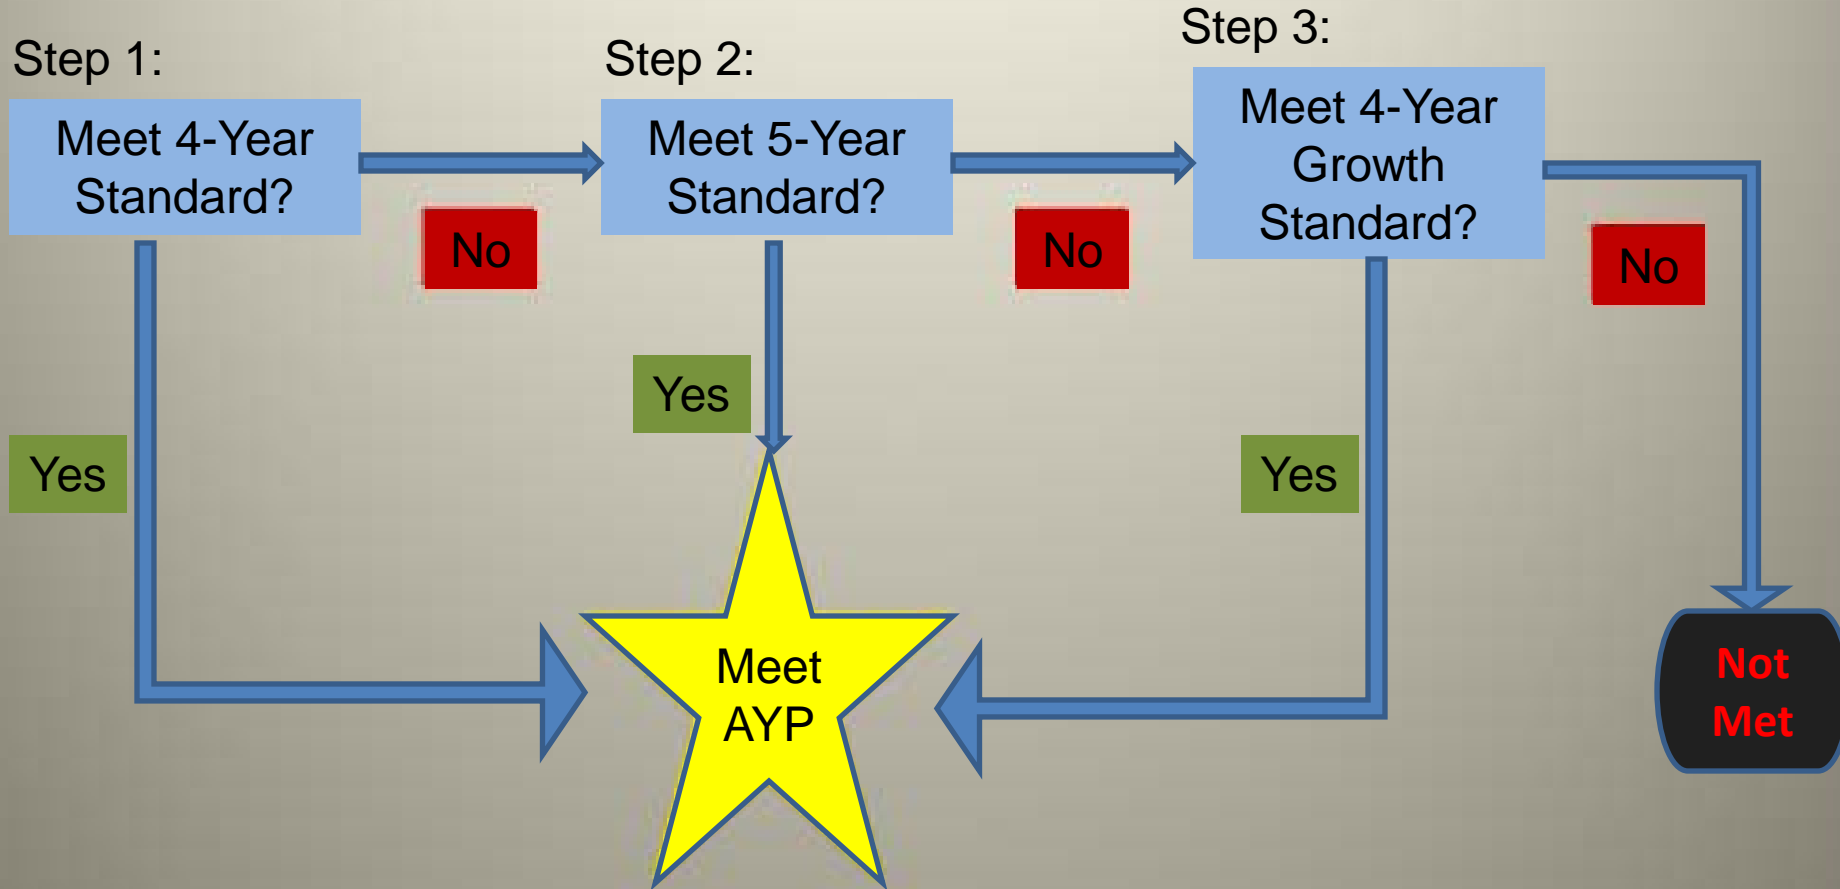 Step 1:
Meet 4-Year
Standard?
No
Yes
Step 2:
Meet 5-Year
Standard?
No
Yes
Step 3:
Meet 4-Year
Growth
Standard?
No
Yes
Meet
AYP
Not
Met